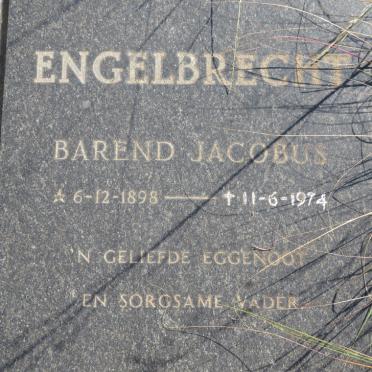 ENGELBRECHT
BAREND JACOBUS
☆ 6-12-1898 — ✝ 11-6-1974
'N GELIEFDE EGGENOOT
EN SORGSAME VADER